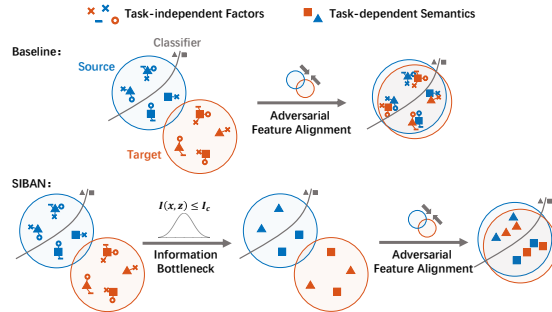 Task-independent Factors
Task-dependent Semantics
Baseline:
Classifier
Source
Target
Adversarial
Feature Alignment
SIBAN:
I(x, z) ≤ I_c
Information
Bottleneck
Adversarial
Feature Alignment